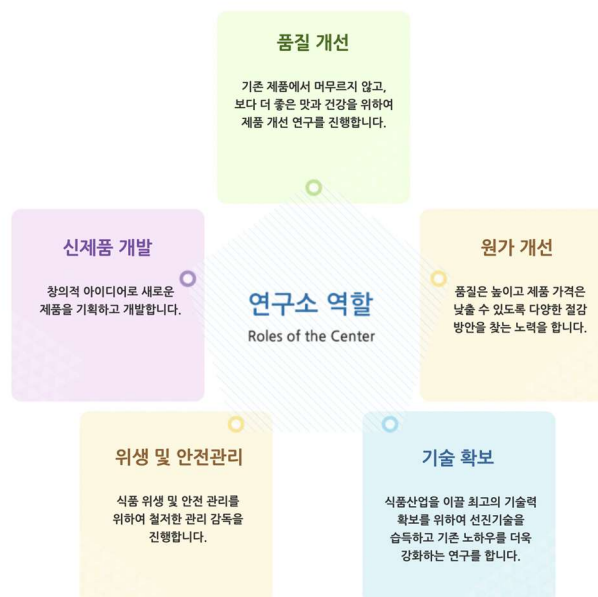 품질 개선
기존 제품에서 머무르지 않고,
보다 더 좋은 맛과 건강을 위하여
제품 개선 연구를 진행합니다.
신제품 개발
창의적 아이디어로 새로운
제품을 기획하고 개발합니다.
연구소 역할
Roles of the Center
원가 개선
품질은 높이고 제품 가격은
낮출 수 있도록 다양한 절감
방안을 찾는 노력을 합니다.
위생 및 안전관리
식품 위생 및 안전 관리를
위하여 철저한 관리 감독을
진행합니다.
기술 확보
식품산업을 이끌 최고의 기술력
확보를 위하여 선진기술을
습득하고 기존 노하우를 더욱
강화하는 연구를 합니다.